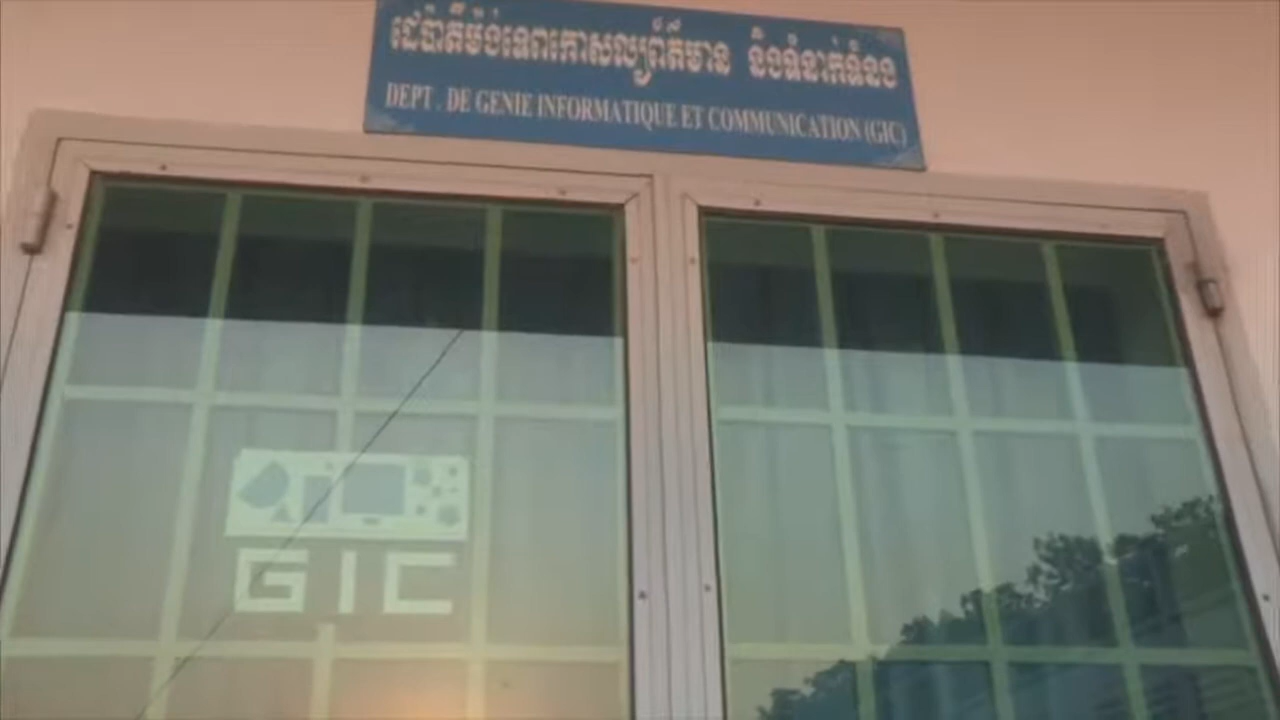 ដេប៉ាតឺម៉ង់ទេពកោសល្យព័ត៌មាន និងទំនាក់ទំនង
DEPT . DE GENIE INFORMATIQUE ET COMMUNICATION (GIC)
GIC